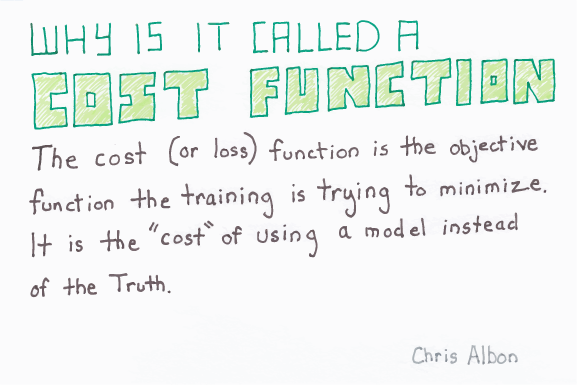 WHY IS IT CALLED A
COST FUNCTION
The cost (or loss) function is the objective
function the training is trying to minimize.
It is the "cost" of using a model instead
of the Truth.
Chris Albon